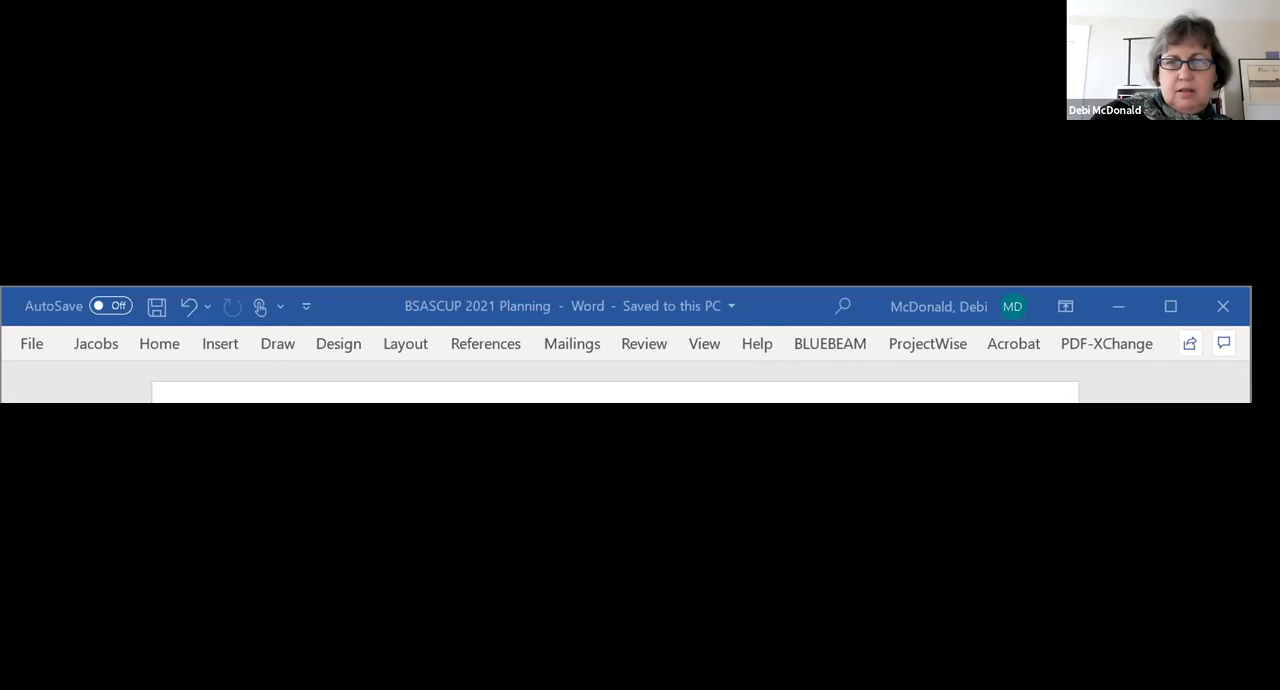 Debi McDonald
AutoSave Off BSASCUP 2021 Planning - Word - Saved to this PC McDonald, Debi MD
File Jacobs Home Insert Draw Design Layout References Mailings Review View Help BLUEBEAM ProjectWise Acrobat PDF-XChange